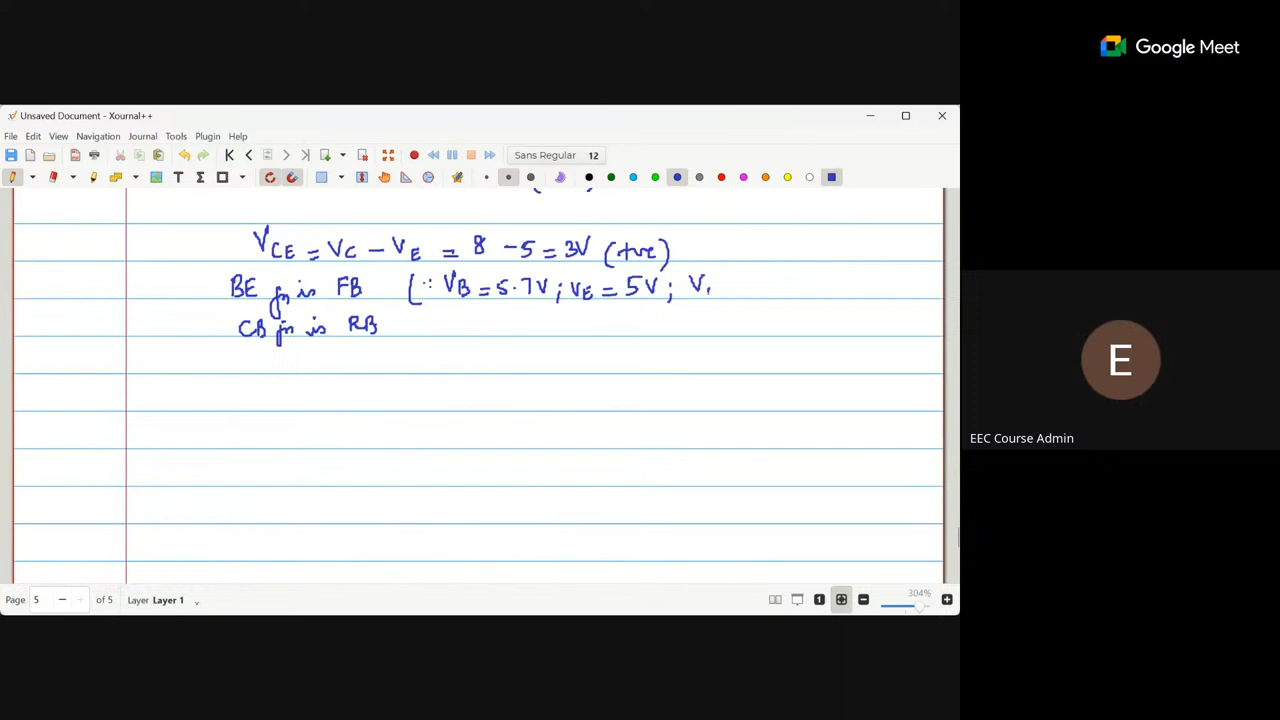 Google Meet
Unsaved Document - Xournal++
File Edit View Navigation Journal Tools Plugin Help
Sans Regular 12
V_CE = V_C - V_E = 8 - 5 = 3V (+ve)
BE jn is FB (∵ V_B = 5.7V ; V_E = 5V ; V
CB jn is RB
E
EEC Course Admin
Page 5 of 5 Layer Layer 1 304%